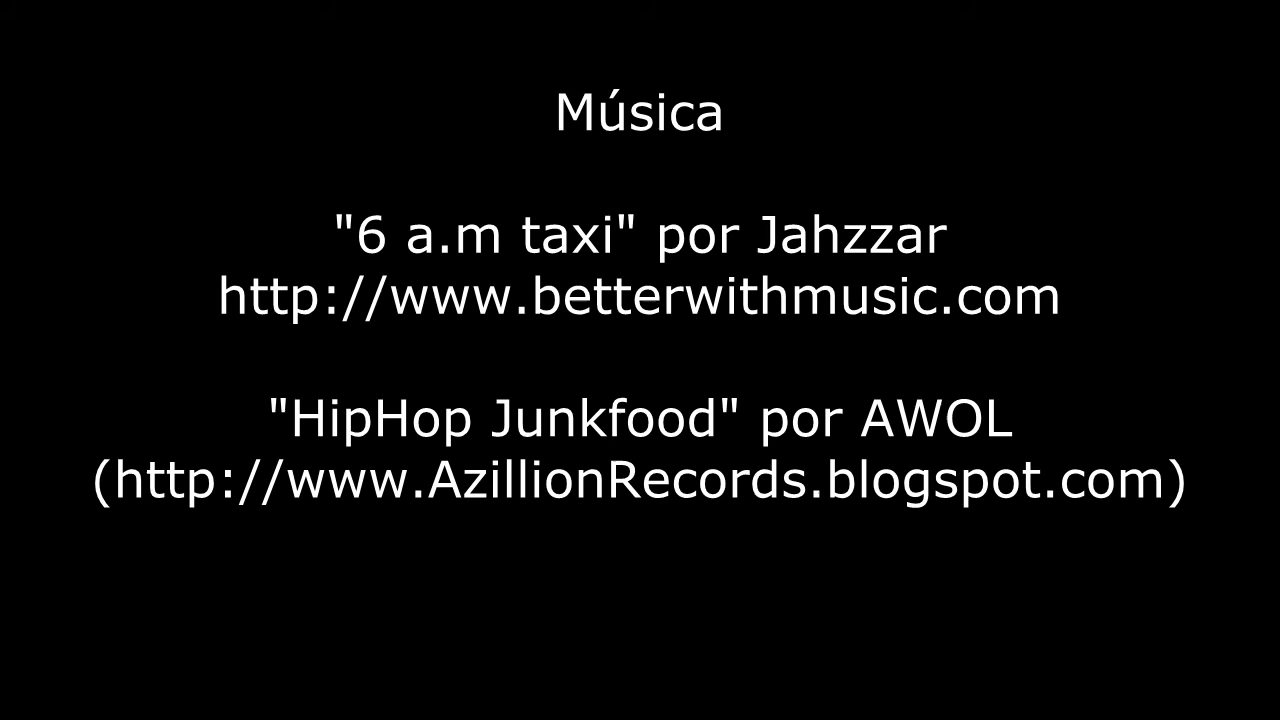 Música
"6 a.m taxi" por Jahzzar
http://www.betterwithmusic.com
"HipHop Junkfood" por AWOL
(http://www.AzillionRecords.blogspot.com)